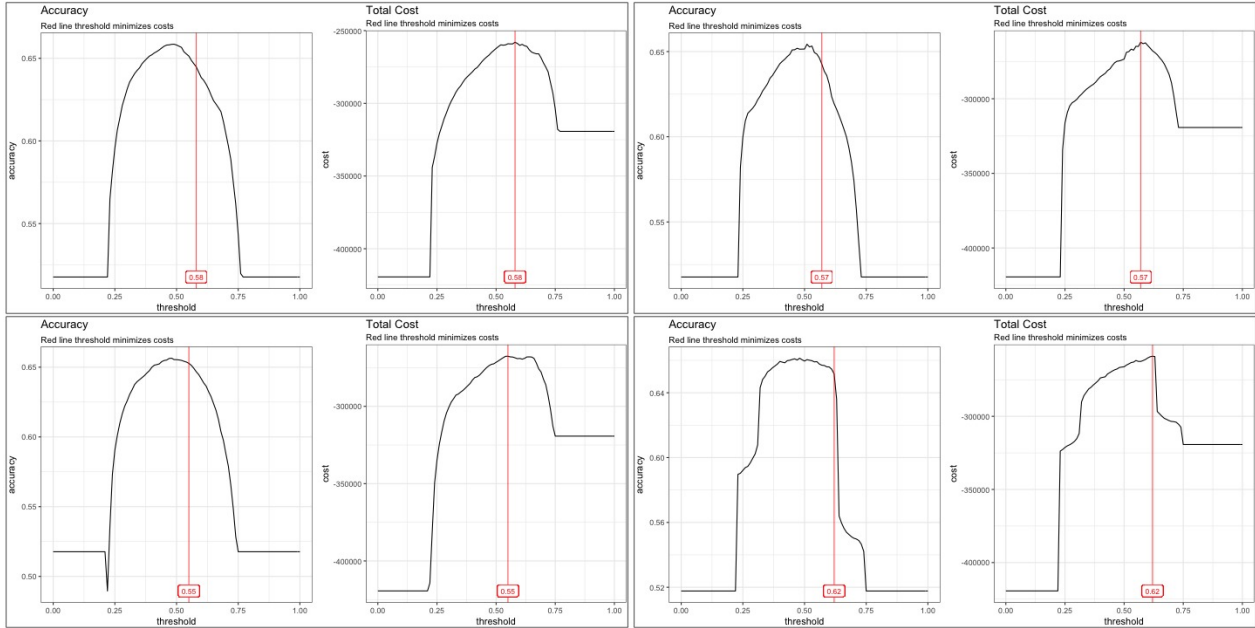 Accuracy
Red line threshold minimizes costs
accuracy
0.65
0.60
0.55
0.58
0.00 0.25 0.50 0.75 1.00
threshold
Total Cost
Red line threshold minimizes costs
cost
-250000
-300000
-350000
-400000
0.58
0.00 0.25 0.50 0.75 1.00
threshold
Accuracy
Red line threshold minimizes costs
accuracy
0.65
0.60
0.55
0.57
0.00 0.25 0.50 0.75 1.00
threshold
Total Cost
Red line threshold minimizes costs
cost
-300000
-350000
-400000
0.57
0.00 0.25 0.50 0.75 1.00
threshold
Accuracy
Red line threshold minimizes costs
accuracy
0.65
0.60
0.55
0.50
0.55
0.00 0.25 0.50 0.75 1.00
threshold
Total Cost
Red line threshold minimizes costs
cost
-300000
-350000
-400000
0.55
0.00 0.25 0.50 0.75 1.00
threshold
Accuracy
Red line threshold minimizes costs
accuracy
0.64
0.60
0.56
0.52
0.62
0.00 0.25 0.50 0.75 1.00
threshold
Total Cost
Red line threshold minimizes costs
cost
-300000
-350000
-400000
0.62
0.00 0.25 0.50 0.75 1.00
threshold